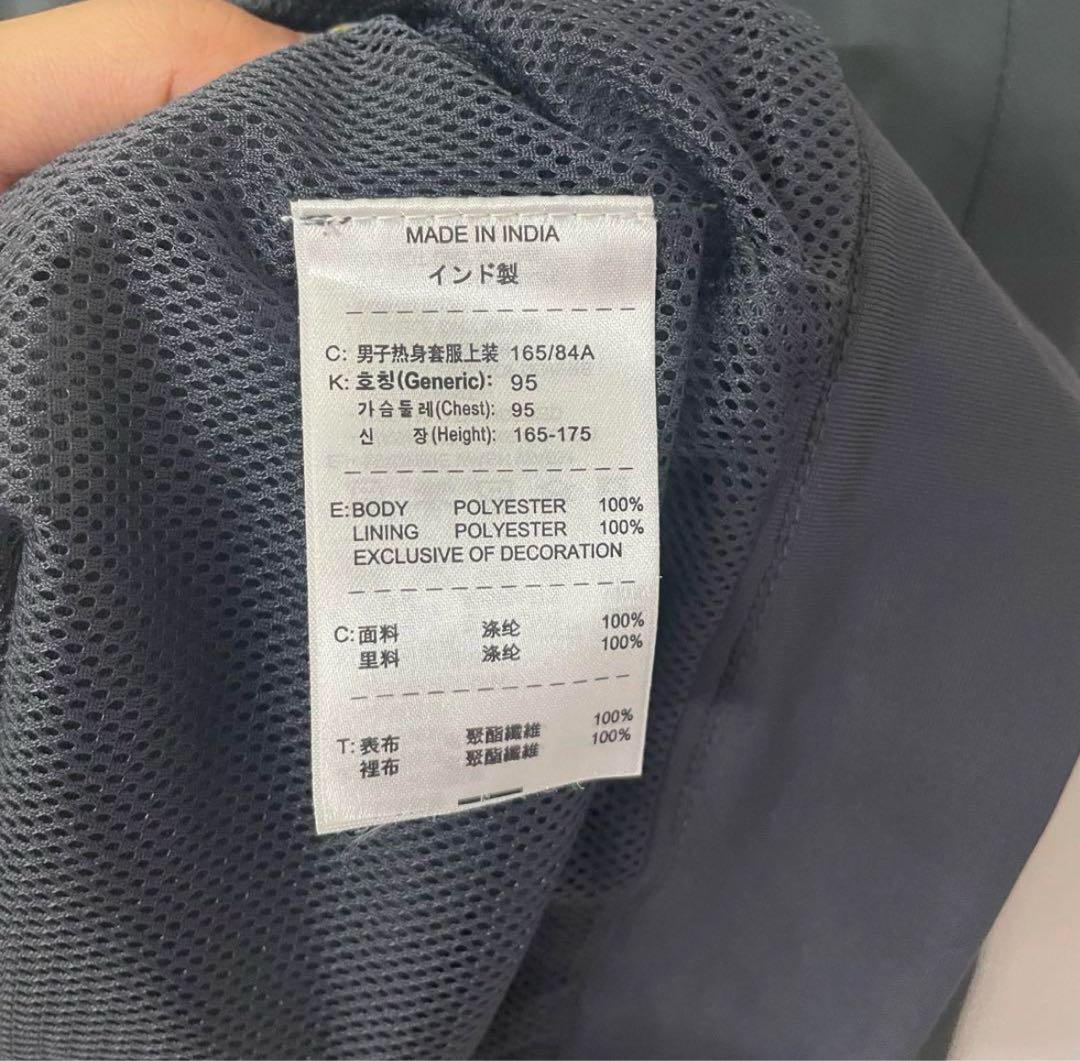 MADE IN INDIA
インド製
C: 男子热身套服上装 165/84A
K: 호칭(Generic): 95
가슴둘레(Chest): 95
신 장(Height): 165-175
E: BODY POLYESTER 100%
LINING POLYESTER 100%
EXCLUSIVE OF DECORATION
C: 面料 涤纶 100%
里料 涤纶 100%
T: 表布 聚酯纖維 100%
裡布 聚酯纖維 100%